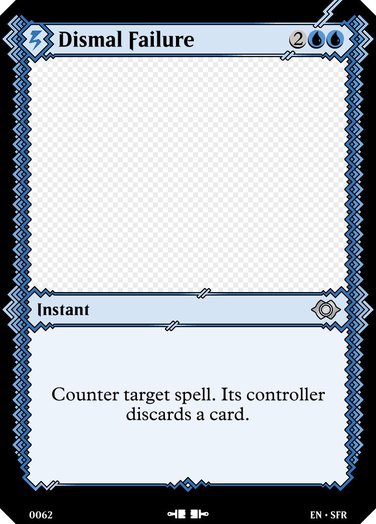 Dismal Failure 2
Instant
Counter target spell. Its controller
discards a card.
0062 EN • SFR